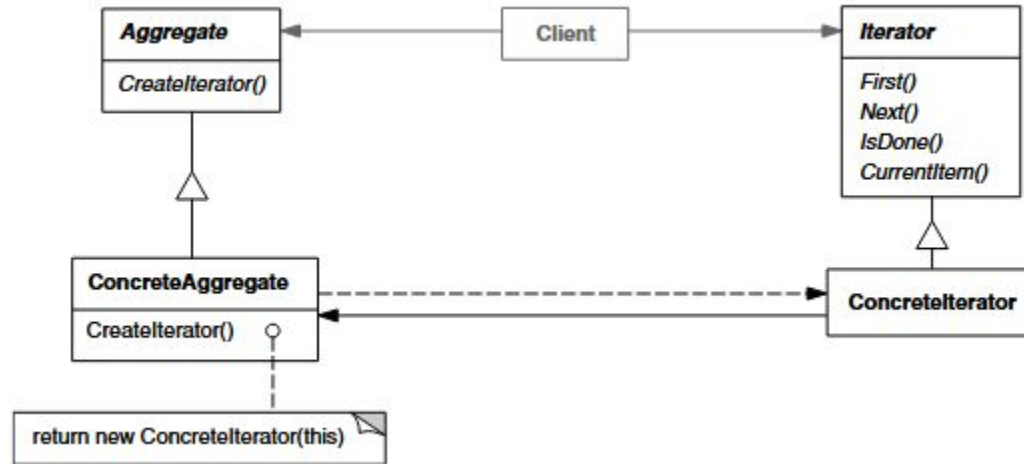 Aggregate
CreateIterator()
Client
Iterator
First()
Next()
IsDone()
CurrentItem()
ConcreteAggregate
CreateIterator()
ConcreteIterator
return new ConcreteIterator(this)